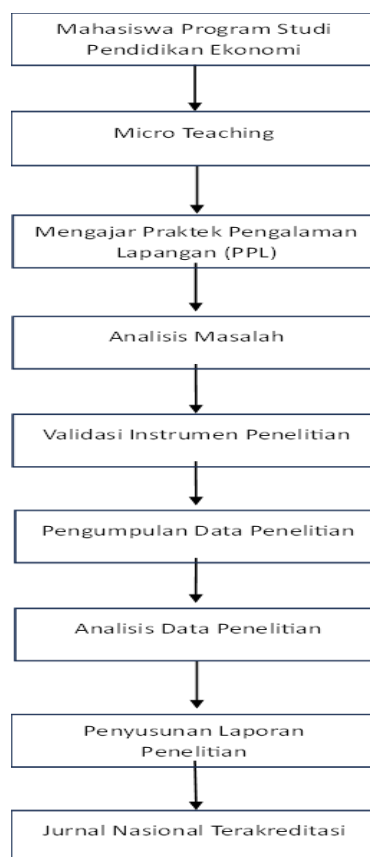 Mahasiswa Program Studi
Pendidikan Ekonomi
Micro Teaching
Mengajar Praktek Pengalaman
Lapangan (PPL)
Analisis Masalah
Validasi Instrumen Penelitian
Pengumpulan Data Penelitian
Analisis Data Penelitian
Penyusunan Laporan
Penelitian
Jurnal Nasional Terakreditasi